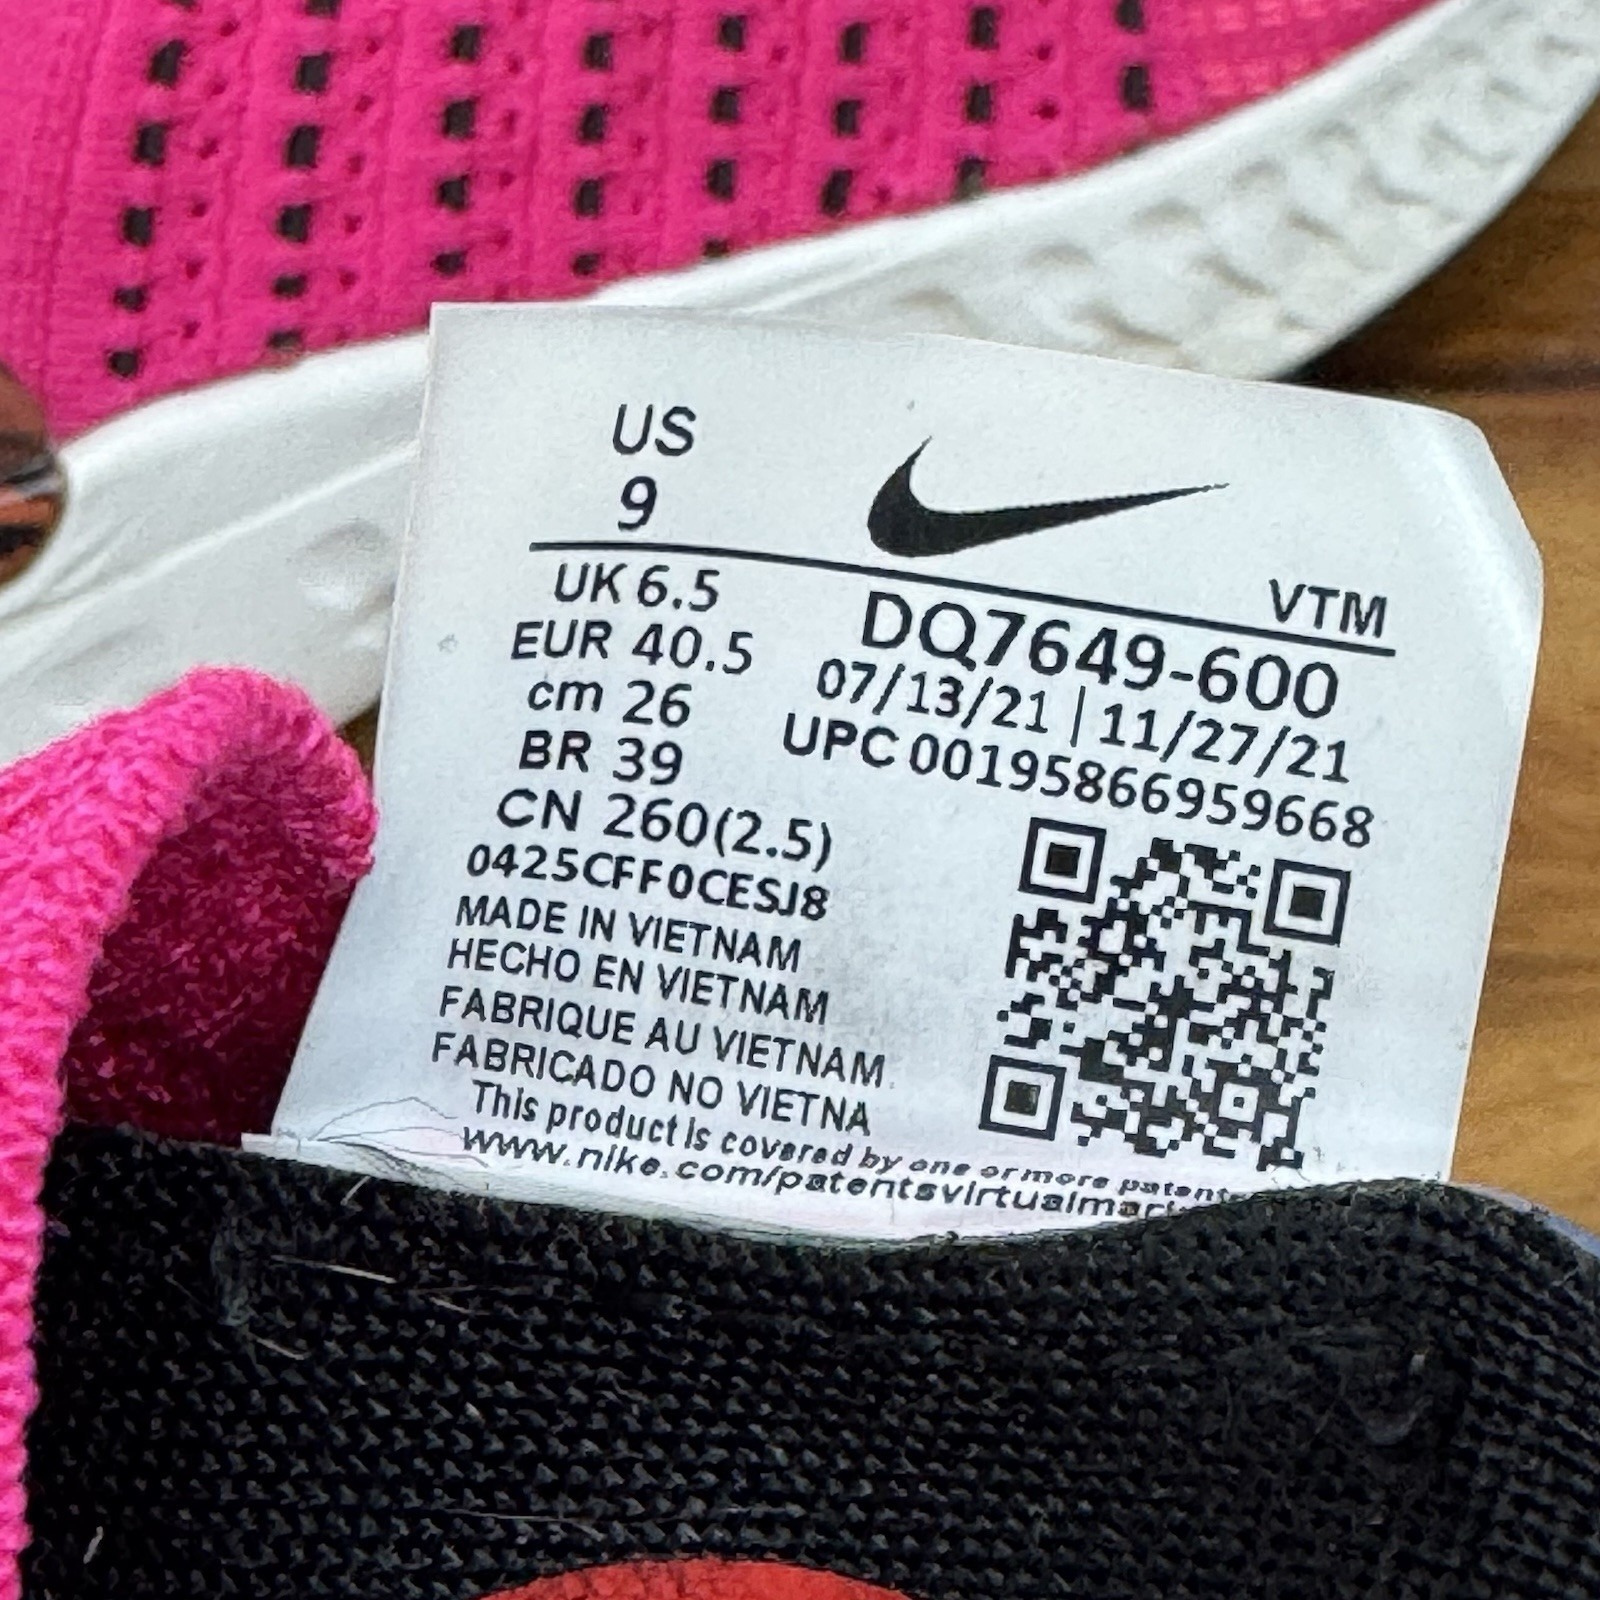 US
9
VTM
UK 6.5
EUR 40.5
cm 26
BR 39
CN 260(2.5)
DQ7649-600
07/13/21 | 11/27/21
UPC 00195866959668
0425CFF0CESJ8
MADE IN VIETNAM
HECHO EN VIETNAM
FABRIQUE AU VIETNAM
FABRICADO NO VIETNA
This product is covered by one or more patents
www.nike.com/patentsvirtualmar